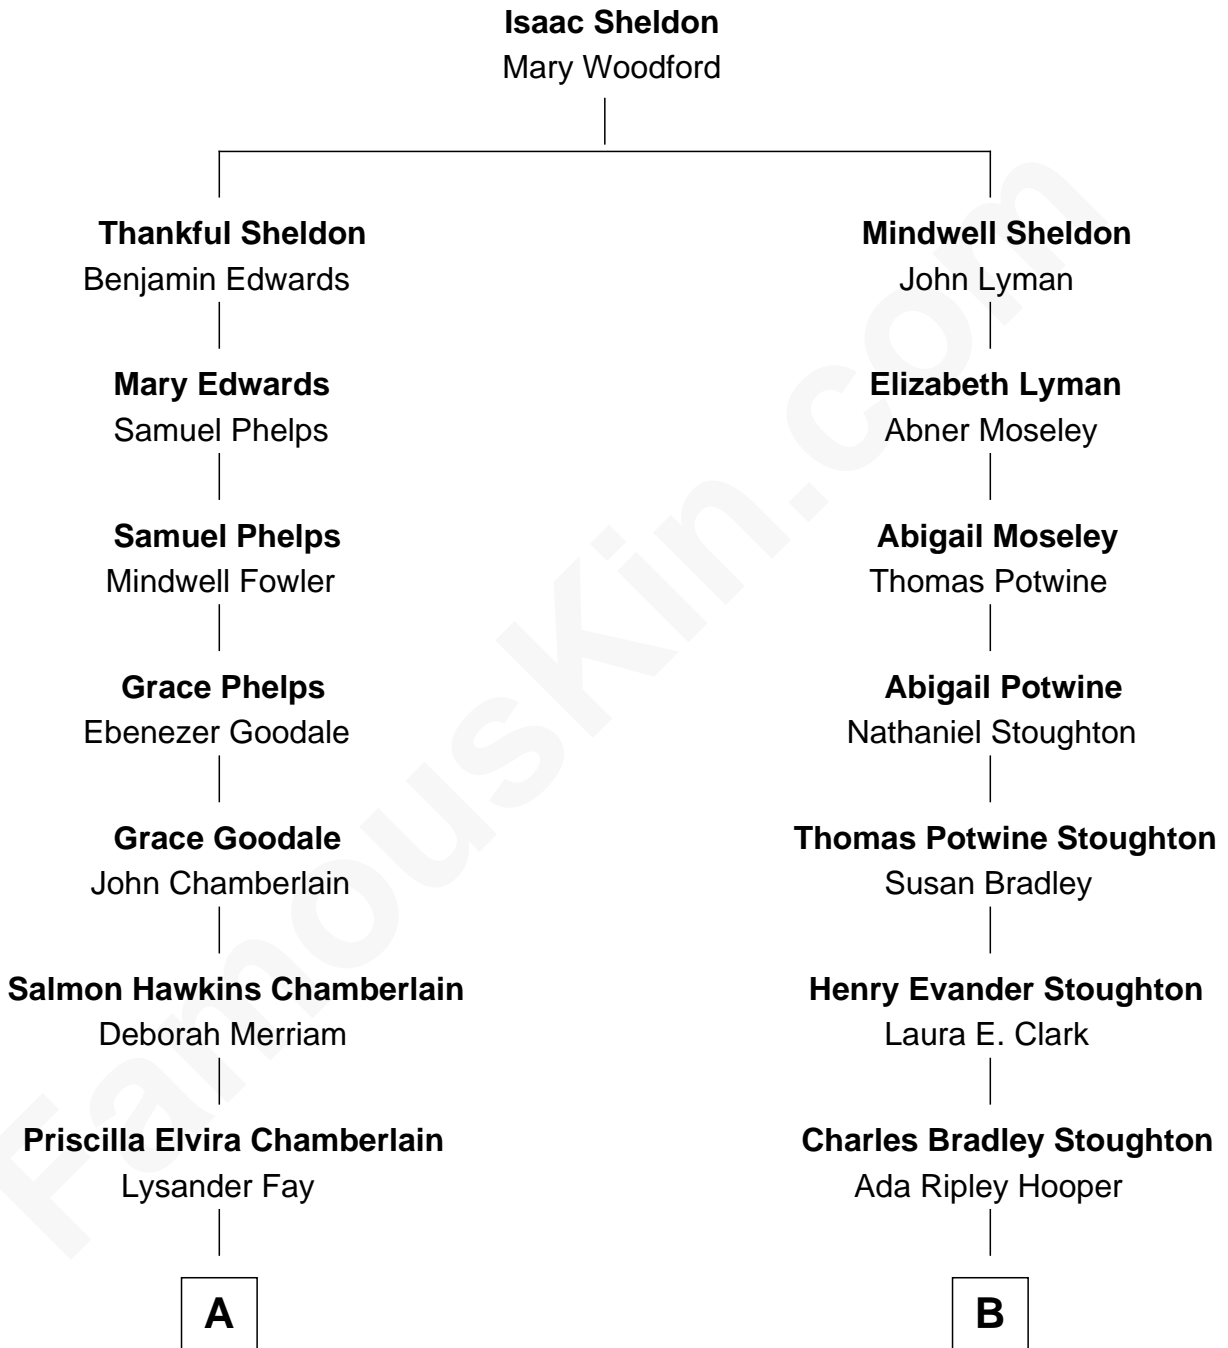 Isaac Sheldon
Mary Woodford
Thankful Sheldon
Benjamin Edwards
Mindwell Sheldon
John Lyman
Mary Edwards
Samuel Phelps
Elizabeth Lyman
Abner Moseley
Samuel Phelps
Mindwell Fowler
Abigail Moseley
Thomas Potwine
Grace Phelps
Ebenezer Goodale
Abigail Potwine
Nathaniel Stoughton
Grace Goodale
John Chamberlain
Thomas Potwine Stoughton
Susan Bradley
Salmon Hawkins Chamberlain
Deborah Merriam
Henry Evander Stoughton
Laura E. Clark
Priscilla Elvira Chamberlain
Lysander Fay
Charles Bradley Stoughton
Ada Ripley Hooper
A
B
FamousKin.com